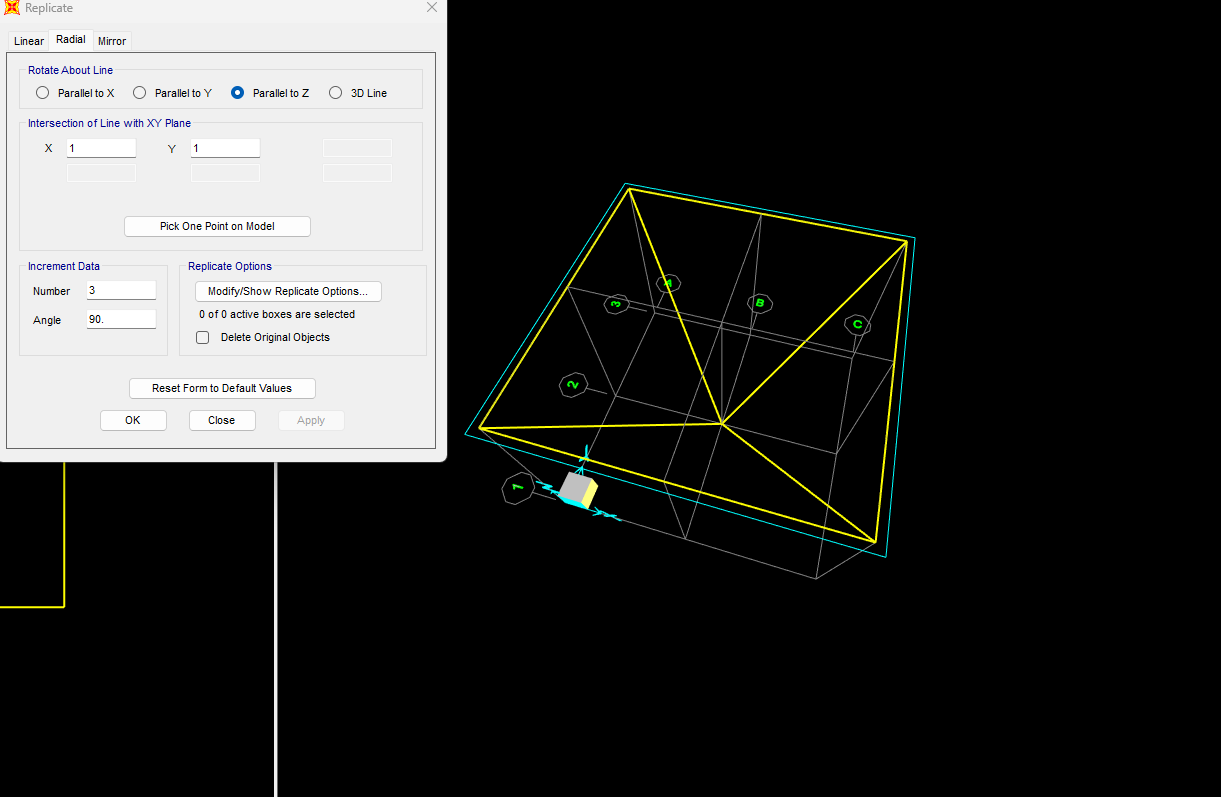 Replicate
Linear Radial Mirror
Rotate About Line
Parallel to X Parallel to Y Parallel to Z 3D Line
Intersection of Line with XY Plane
X 1 Y 1
Pick One Point on Model
Increment Data
Number 3
Angle 90.
Replicate Options
Modify/Show Replicate Options...
0 of 0 active boxes are selected
Delete Original Objects
Reset Form to Default Values
OK Close Apply
A
3
B
C
2
1